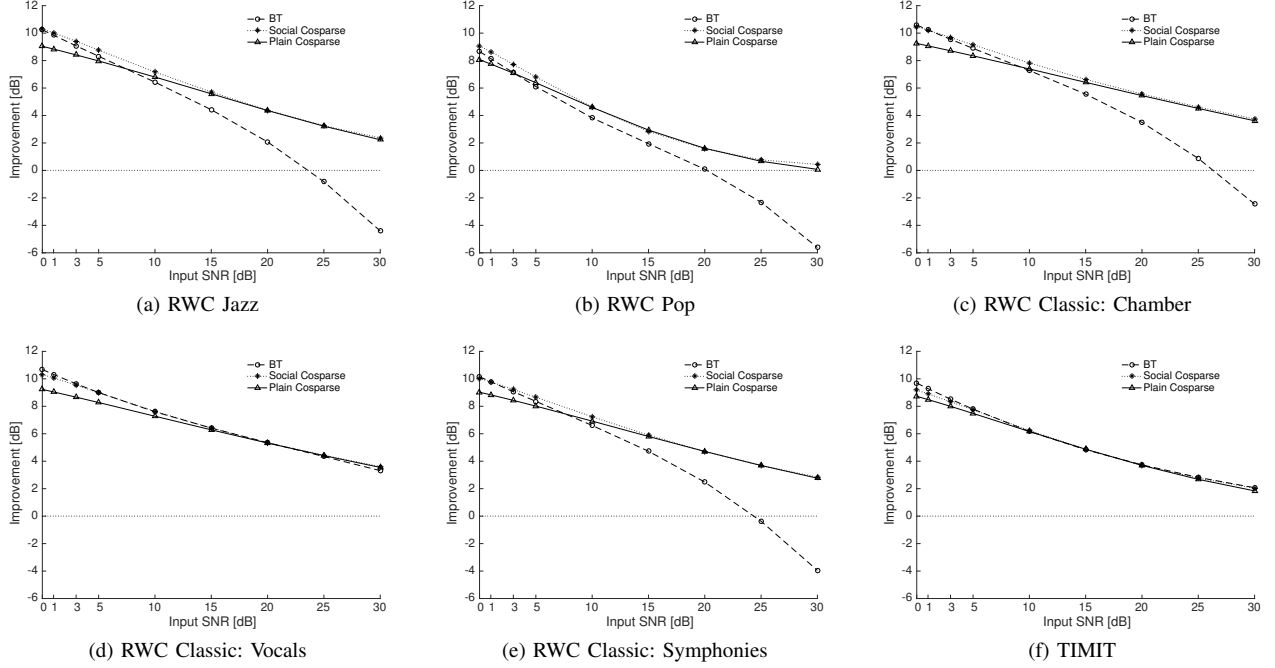 12
10
8
6
4
2
0
-2
-4
-6
Improvement [dB]
BT
Social Cosparse
Plain Cosparse
0 1 3 5 10 15 20 25 30
Input SNR [dB]
(a) RWC Jazz
12
10
8
6
4
2
0
-2
-4
-6
Improvement [dB]
BT
Social Cosparse
Plain Cosparse
0 1 3 5 10 15 20 25 30
Input SNR [dB]
(b) RWC Pop
12
10
8
6
4
2
0
-2
-4
-6
Improvement [dB]
BT
Social Cosparse
Plain Cosparse
0 1 3 5 10 15 20 25 30
Input SNR [dB]
(c) RWC Classic: Chamber
12
10
8
6
4
2
0
-2
-4
-6
Improvement [dB]
BT
Social Cosparse
Plain Cosparse
0 1 3 5 10 15 20 25 30
Input SNR [dB]
(d) RWC Classic: Vocals
12
10
8
6
4
2
0
-2
-4
-6
Improvement [dB]
BT
Social Cosparse
Plain Cosparse
0 1 3 5 10 15 20 25 30
Input SNR [dB]
(e) RWC Classic: Symphonies
12
10
8
6
4
2
0
-2
-4
-6
Improvement [dB]
BT
Social Cosparse
Plain Cosparse
0 1 3 5 10 15 20 25 30
Input SNR [dB]
(f) TIMIT